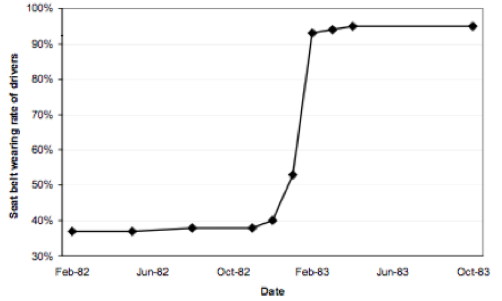 100%
90%
80%
70%
60%
50%
40%
30%
Seat belt wearing rate of drivers
Feb-82 Jun-82 Oct-82 Feb-83 Jun-83 Oct-83
Date